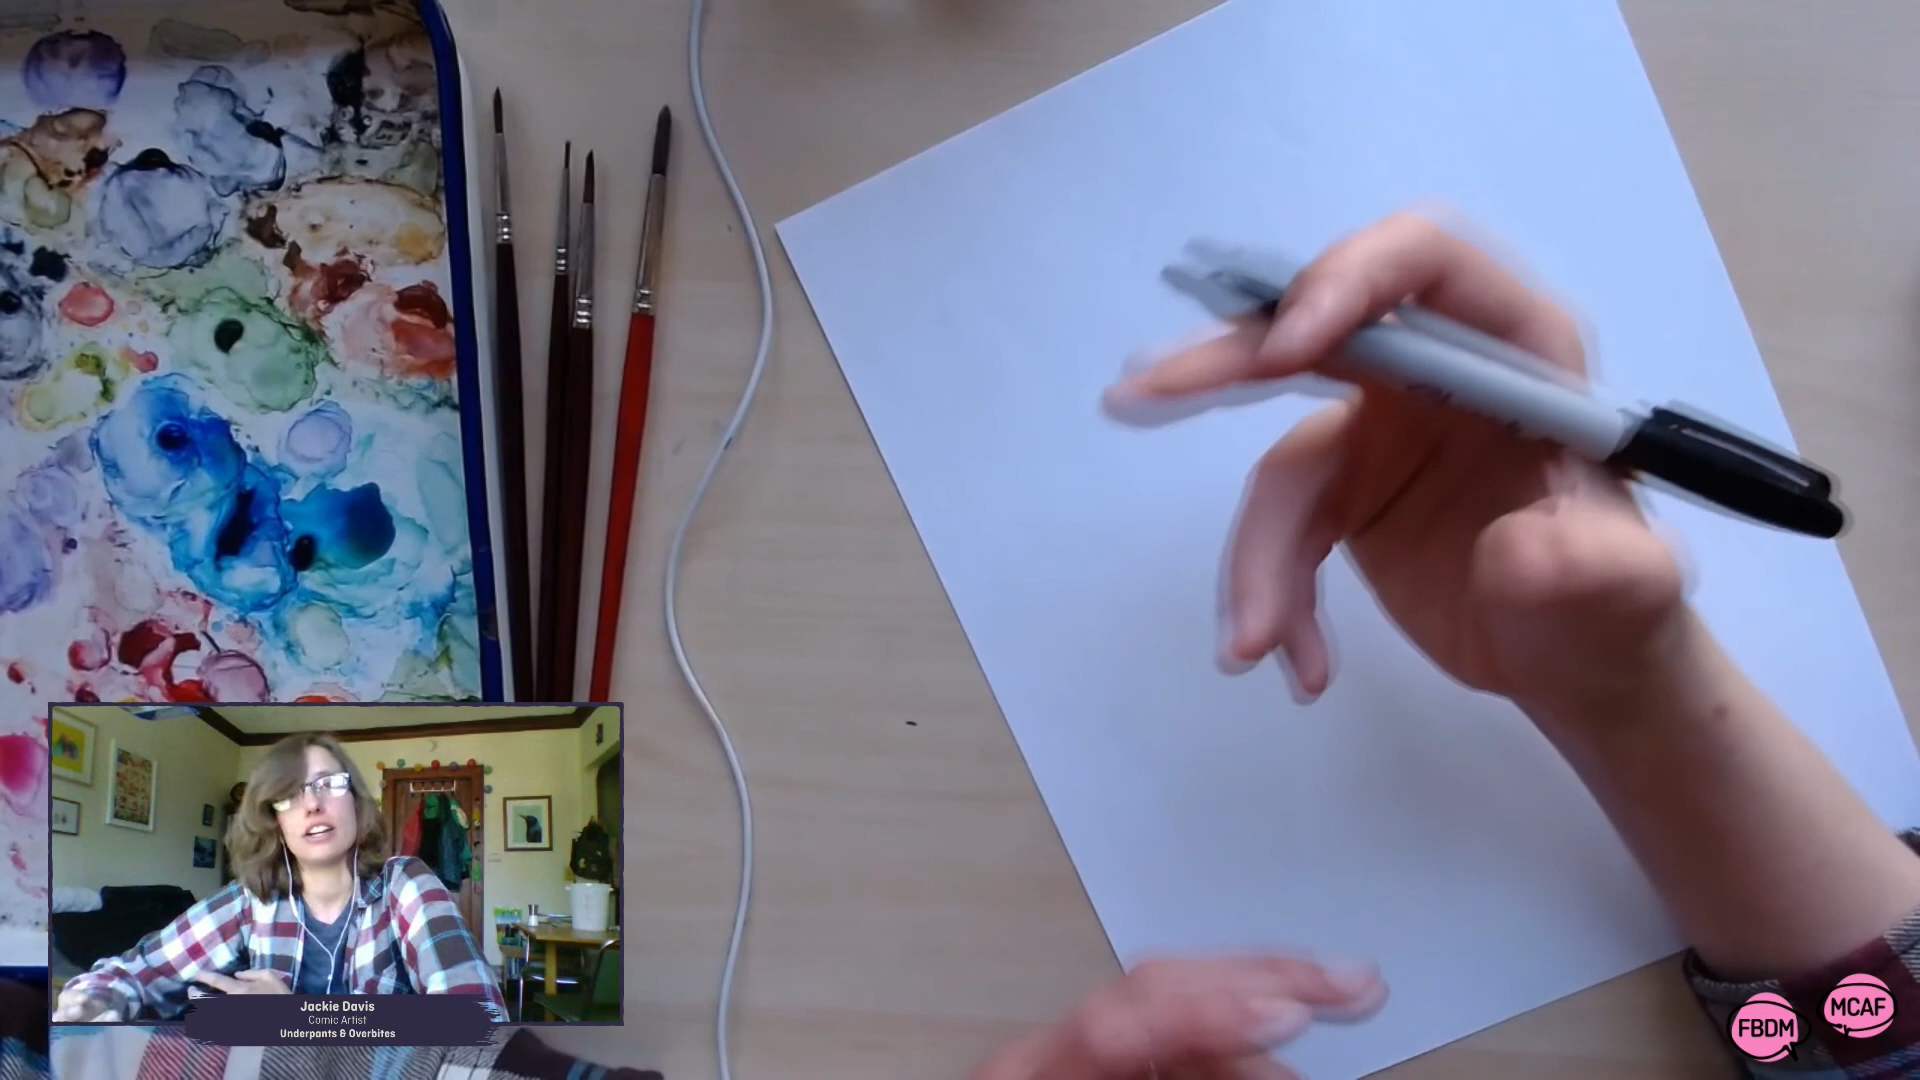 Jackie Davis
Comic Artist
Underpants & Overbites
FBDM
MCAF